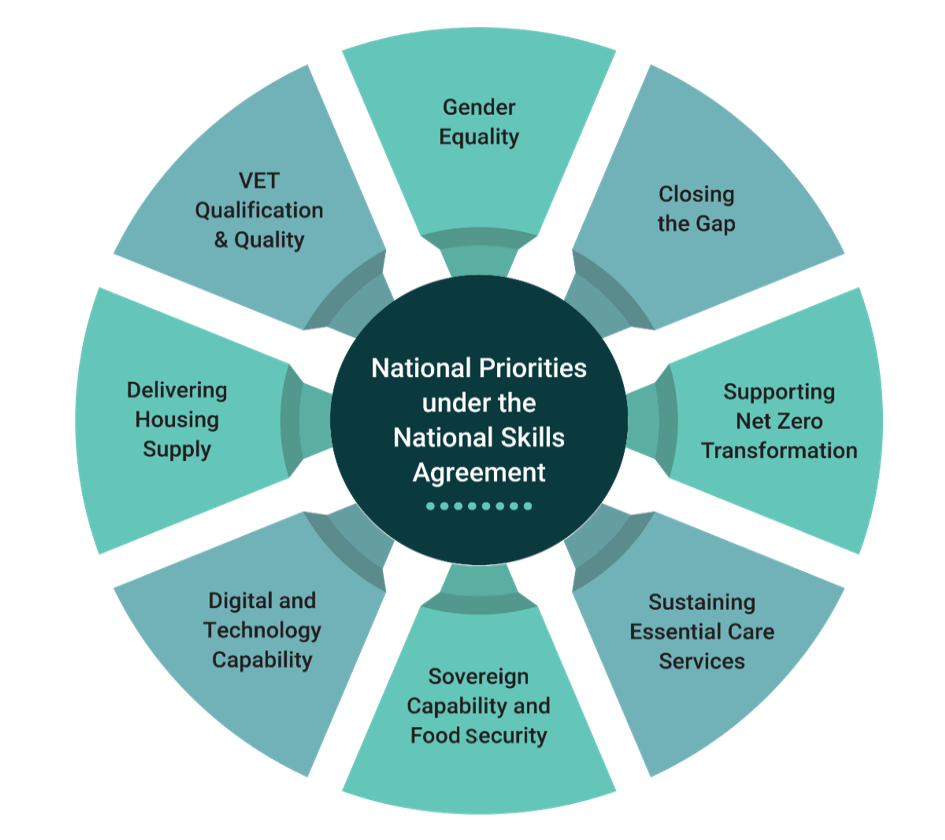 Gender
Equality
Closing
the Gap
Supporting
Net Zero
Transformation
Sustaining
Essential Care
Services
Sovereign
Capability and
Food Security
Digital and
Technology
Capability
Delivering
Housing
Supply
VET
Qualification
& Quality
National Priorities
under the
National Skills
Agreement